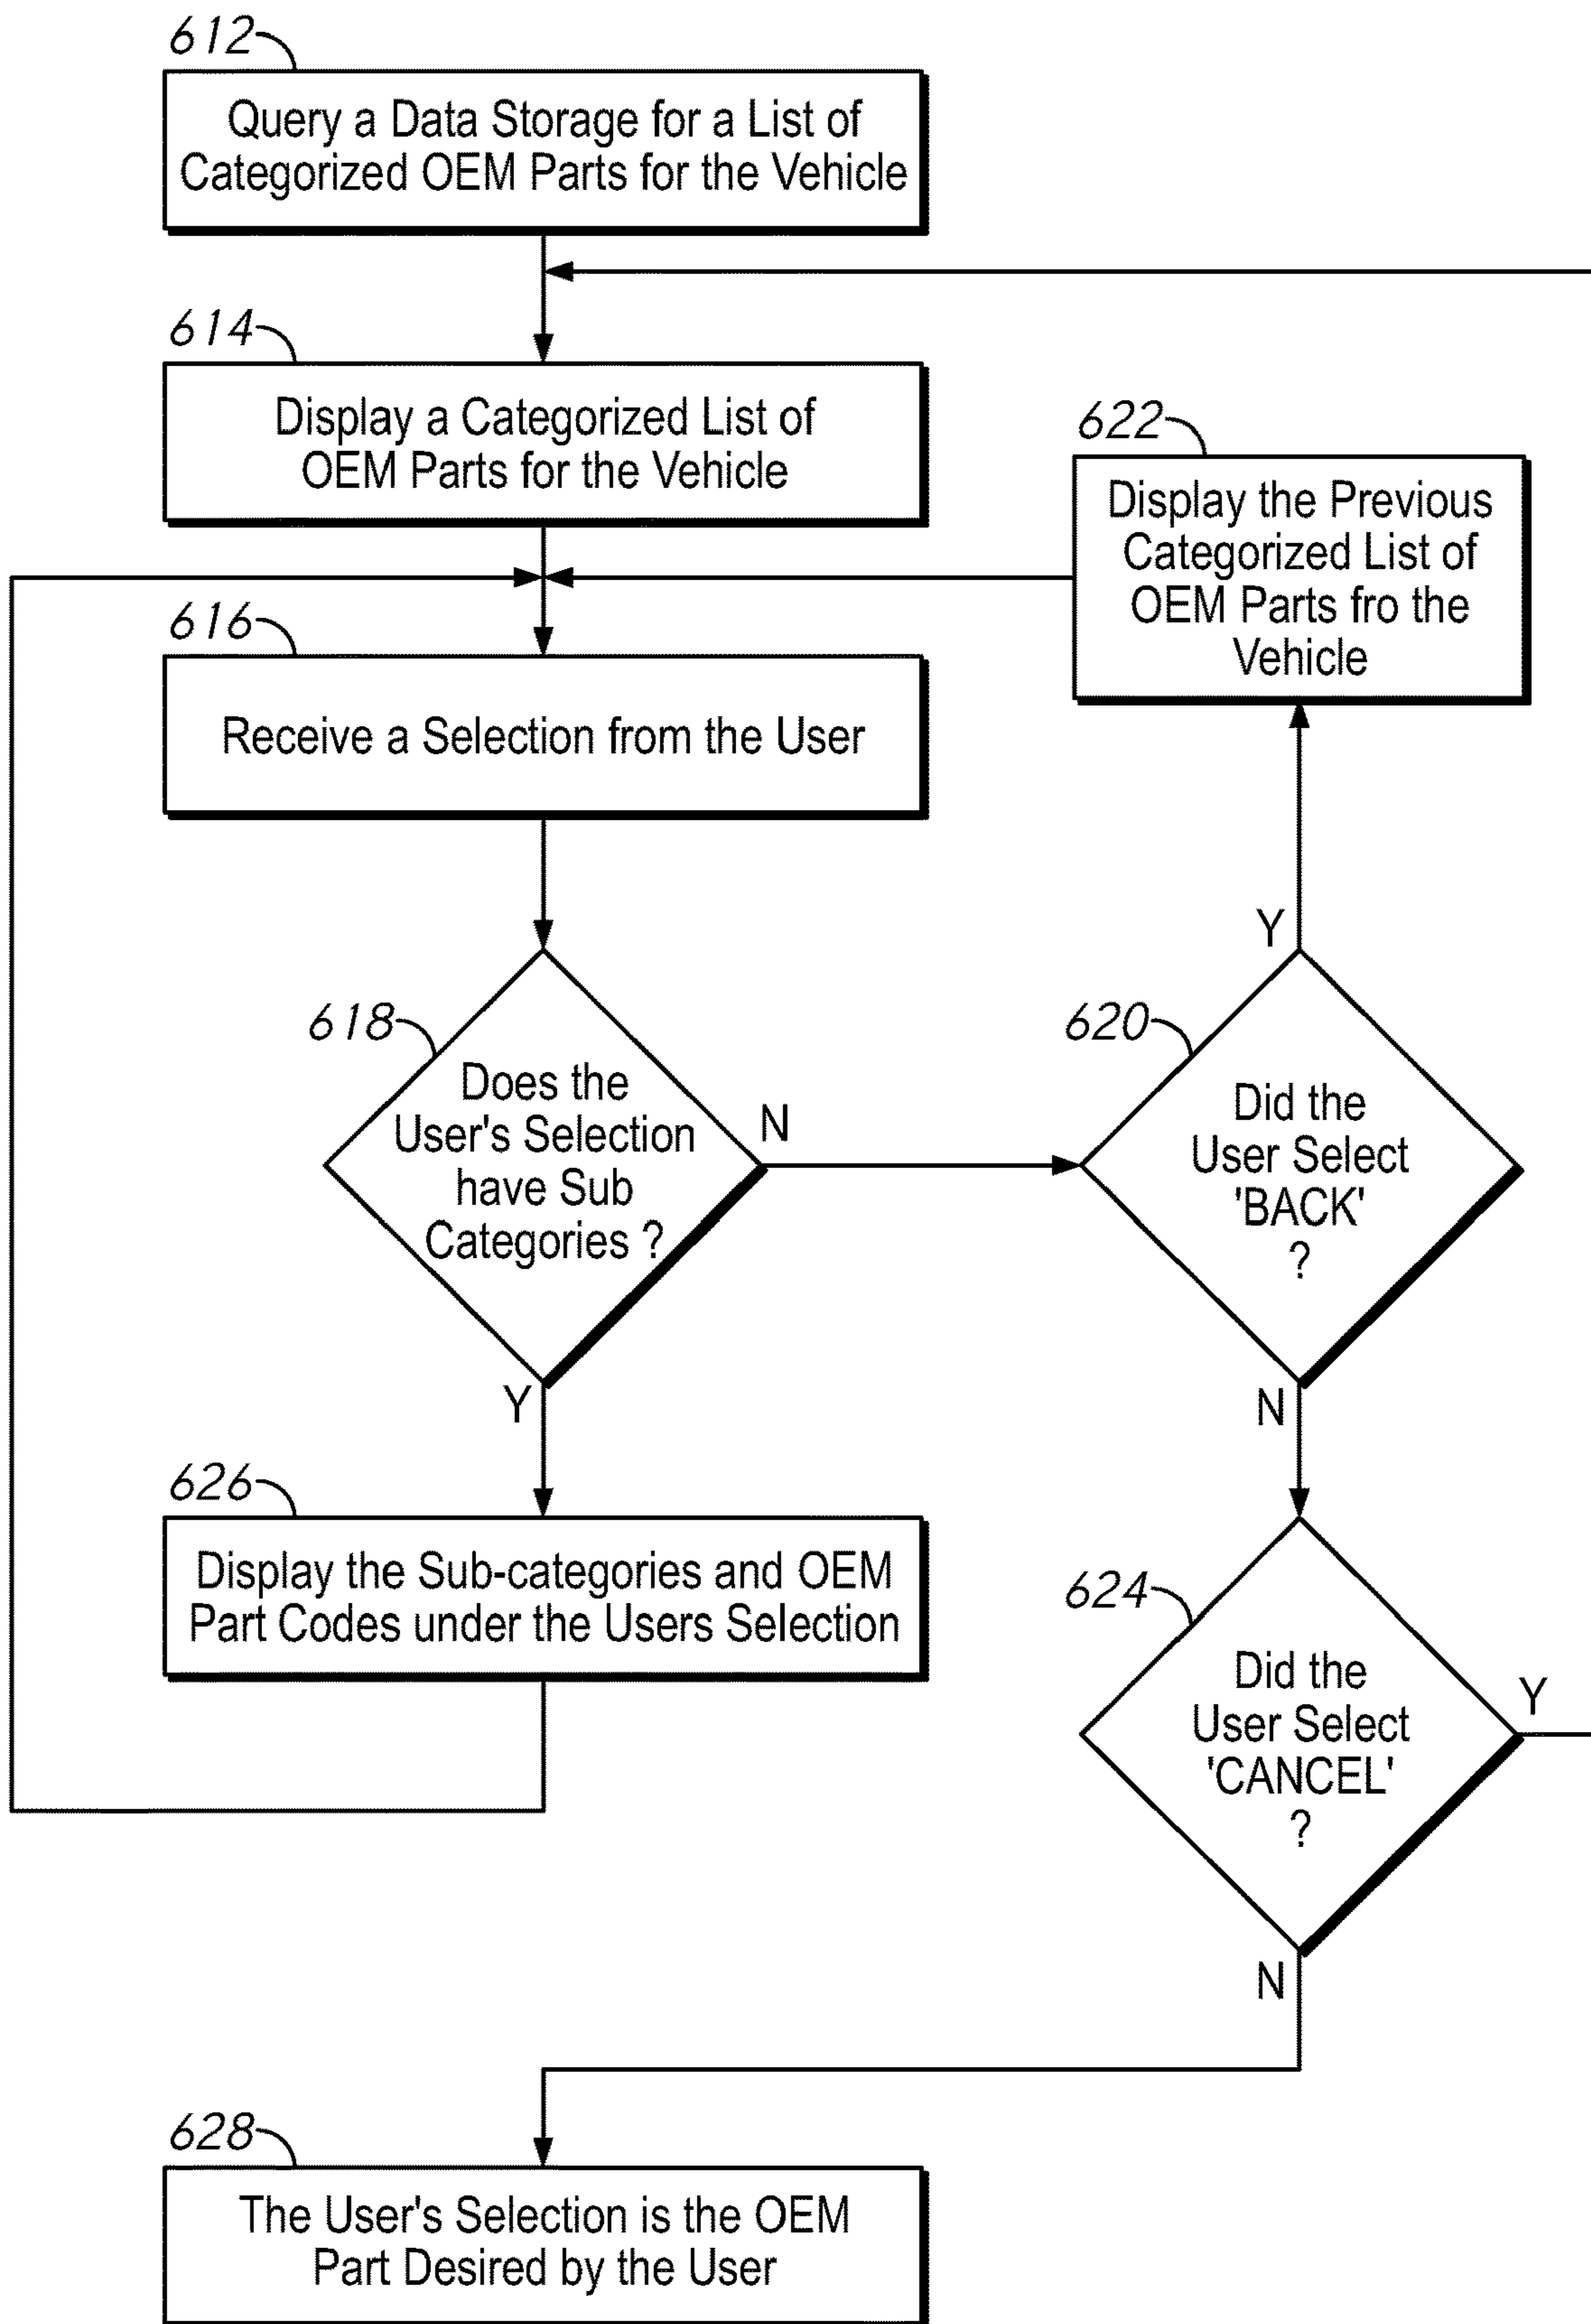 612
Query a Data Storage for a List of
Categorized OEM Parts for the Vehicle
614
Display a Categorized List of
OEM Parts for the Vehicle
622
Display the Previous
Categorized List of
OEM Parts fro the
Vehicle
616
Receive a Selection from the User
618
Does the
User's Selection
have Sub
Categories ?
N
Y
620
Did the
User Select
'BACK'
?
Y
N
626
Display the Sub-categories and OEM
Part Codes under the Users Selection
624
Did the
User Select
'CANCEL'
?
Y
N
628
The User's Selection is the OEM
Part Desired by the User